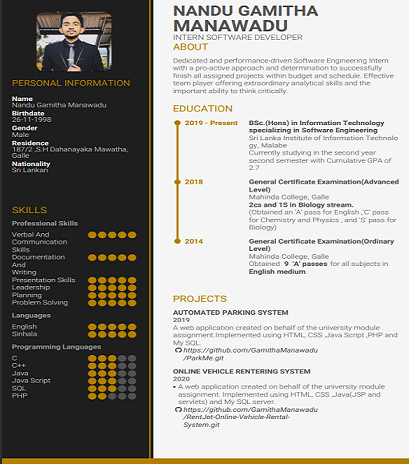 NANDU GAMITHA
MANAWADU
INTERN SOFTWARE DEVELOPER
ABOUT
Dedicated and performance-driven Software Engineering Intern
with a pro-active approach and determination to successfully
finish all assigned projects within budget and schedule. Effective
team player offering extraordinary analytical skills and the
important ability to think critically.
EDUCATION
2019 - Present
BSc.(Hons) in Information Technology
specializing in Software Engineering
Sri Lanka Institute of Information Technolo
gy, Malabe
Currently studying in the second year
second semester with Cumulative GPA of
2.7
2018
General Certificate Examination(Advanced
Level)
Mahinda College, Galle
2cs and 1S in Biology stream.
(Obtained an 'A' pass for English ,'C' pass
for Chemistry and Physics , and 'S' pass for
Biology)
2014
General Certificate Examination(Ordinary
Level)
Mahinda College, Galle
Obtained 9 'A' passes for all subjects in
English medium.
PROJECTS
AUTOMATED PARKING SYSTEM
2019
A web application created on behalf of the university module
assignment.Implemented using HTML, CSS ,Java Script ,PHP and
My SQL.
https://github.com/GamithaManawadu
/ParkMe.git
ONLINE VEHICLE RENTERING SYSTEM
2020
• A web application created on behalf of the university module
assignment. Implemented using HTML, CSS ,Java(JSP and
servlets) and My SQL server.
https://github.com/GamithaManawadu
/RentJet-Online-Vehicle-Rental-
System.git
PERSONAL INFORMATION
Name
Nandu Gamitha Manawadu
Birthdate
26-11-1998
Gender
Male
Residence
187/2 ,S.H Dahanayaka Mawatha,
Galle
Nationality
Sri Lankan
SKILLS
Professional Skills
Verbal And
Communication
Skills
Documentation
And
Writing
Presentation Skills
Leadership
Planning
Problem Solving
Languages
English
Sinhala
Programming Languages
C
C++
Java
Java Script
SQL
PHP